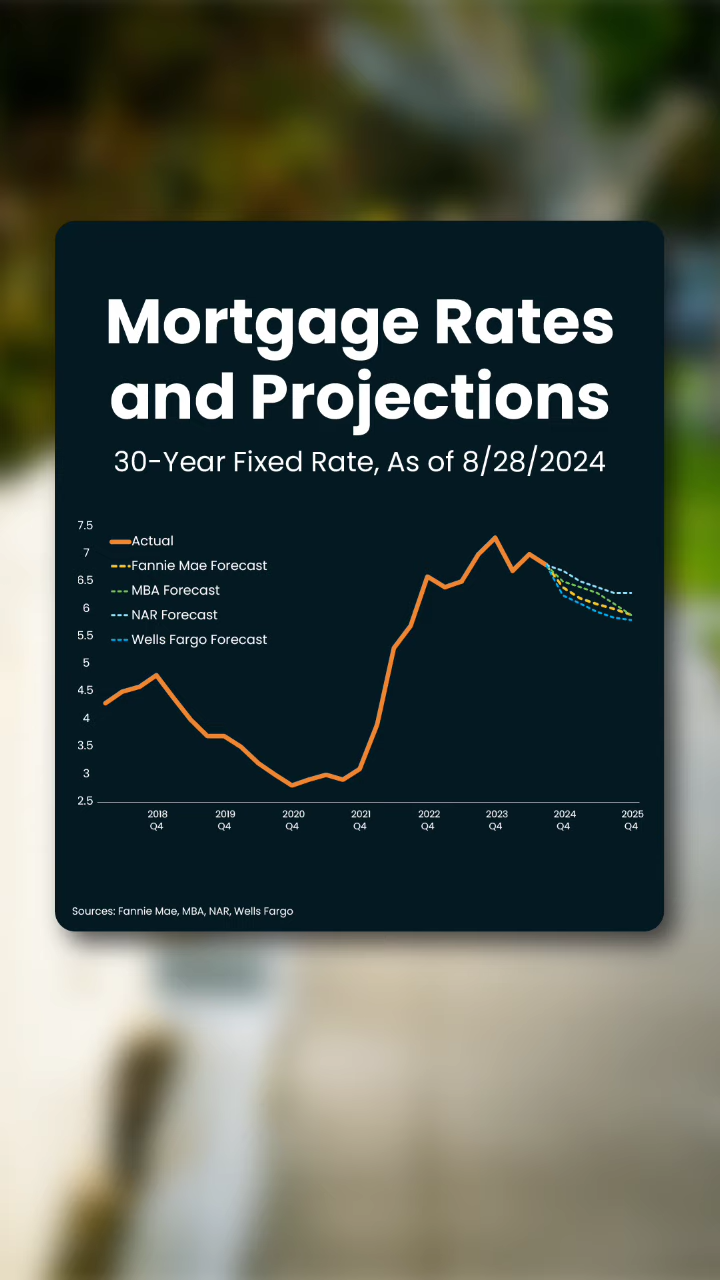 Mortgage Rates
and Projections
30-Year Fixed Rate, As of 8/28/2024
7.5
7
6.5
6
5.5
5
4.5
4
3.5
3
2.5
Actual
Fannie Mae Forecast
MBA Forecast
NAR Forecast
Wells Fargo Forecast
2018 2019 2020 2021 2022 2023 2024 2025
Q4 Q4 Q4 Q4 Q4 Q4 Q4 Q4
Sources: Fannie Mae, MBA, NAR, Wells Fargo